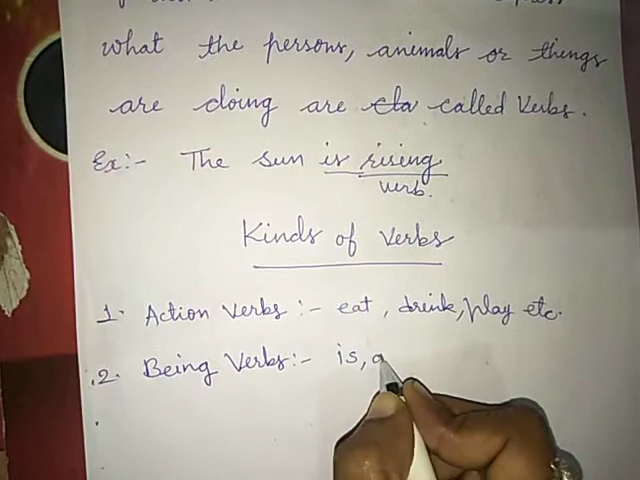 what the persons, animals or things
are doing are called Verbs.
Ex:- The sun is rising.
verb.
Kinds of Verbs
1. Action Verbs :- eat, drink, play etc.
2. Being Verbs:- is, a